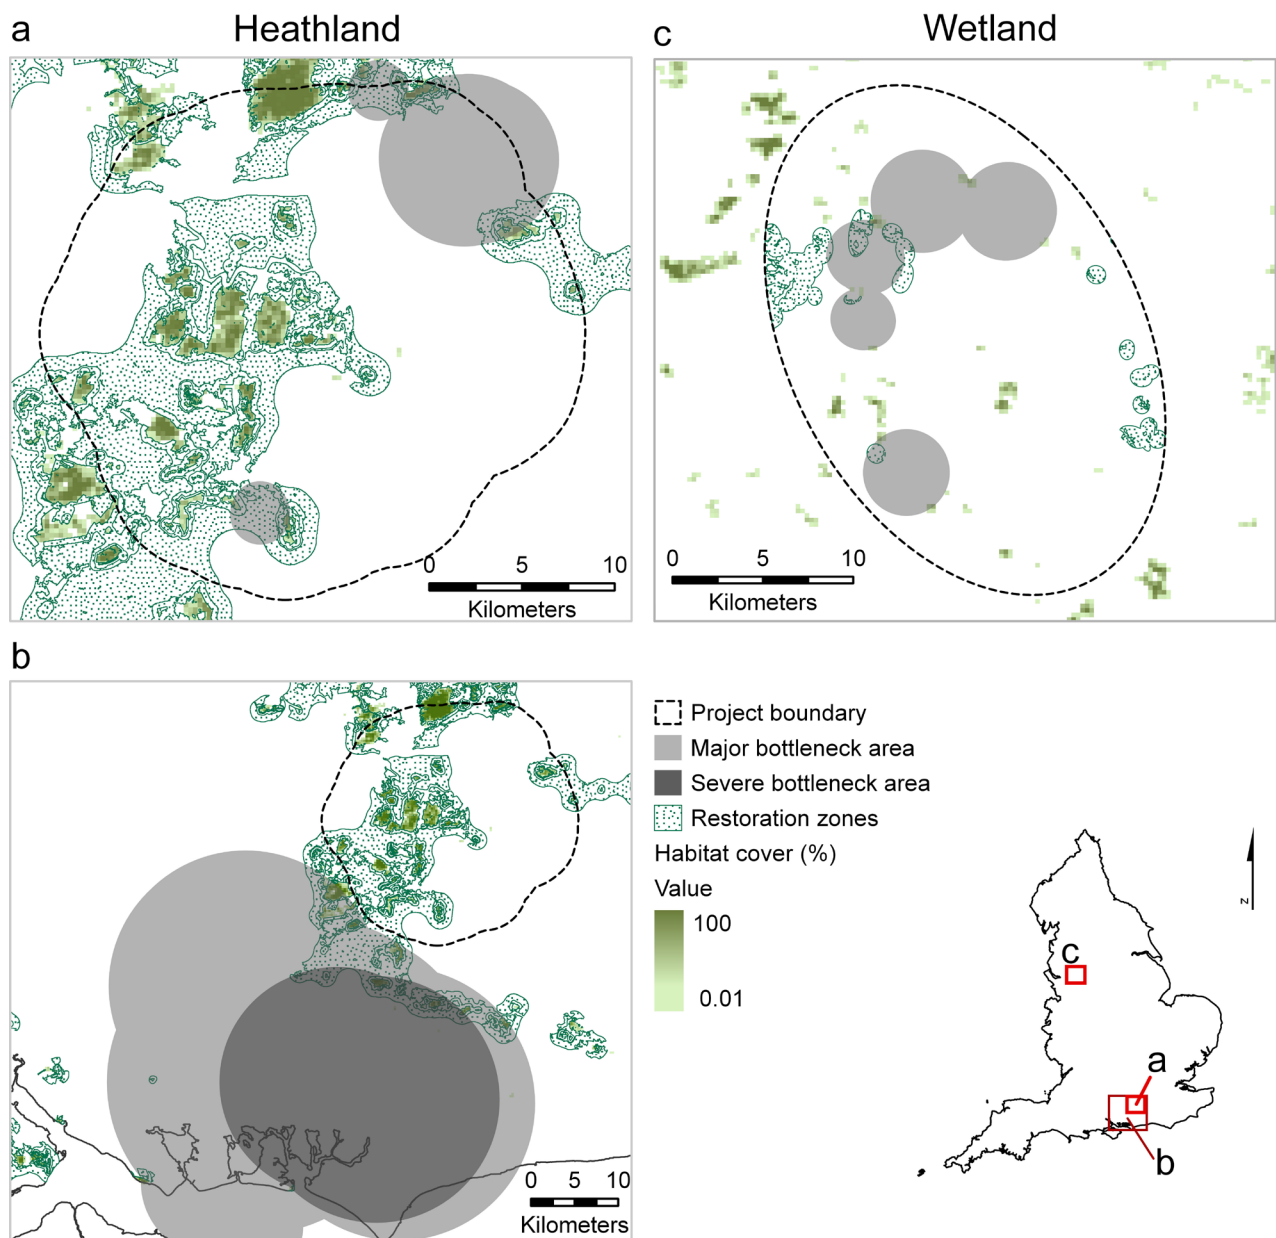 a
Heathland
0 5 10
Kilometers
c
Wetland
0 5 10
Kilometers
b
0 5 10
Kilometers
Project boundary
Major bottleneck area
Severe bottleneck area
Restoration zones
Habitat cover (%)
Value
100
0.01
N
c
a
b